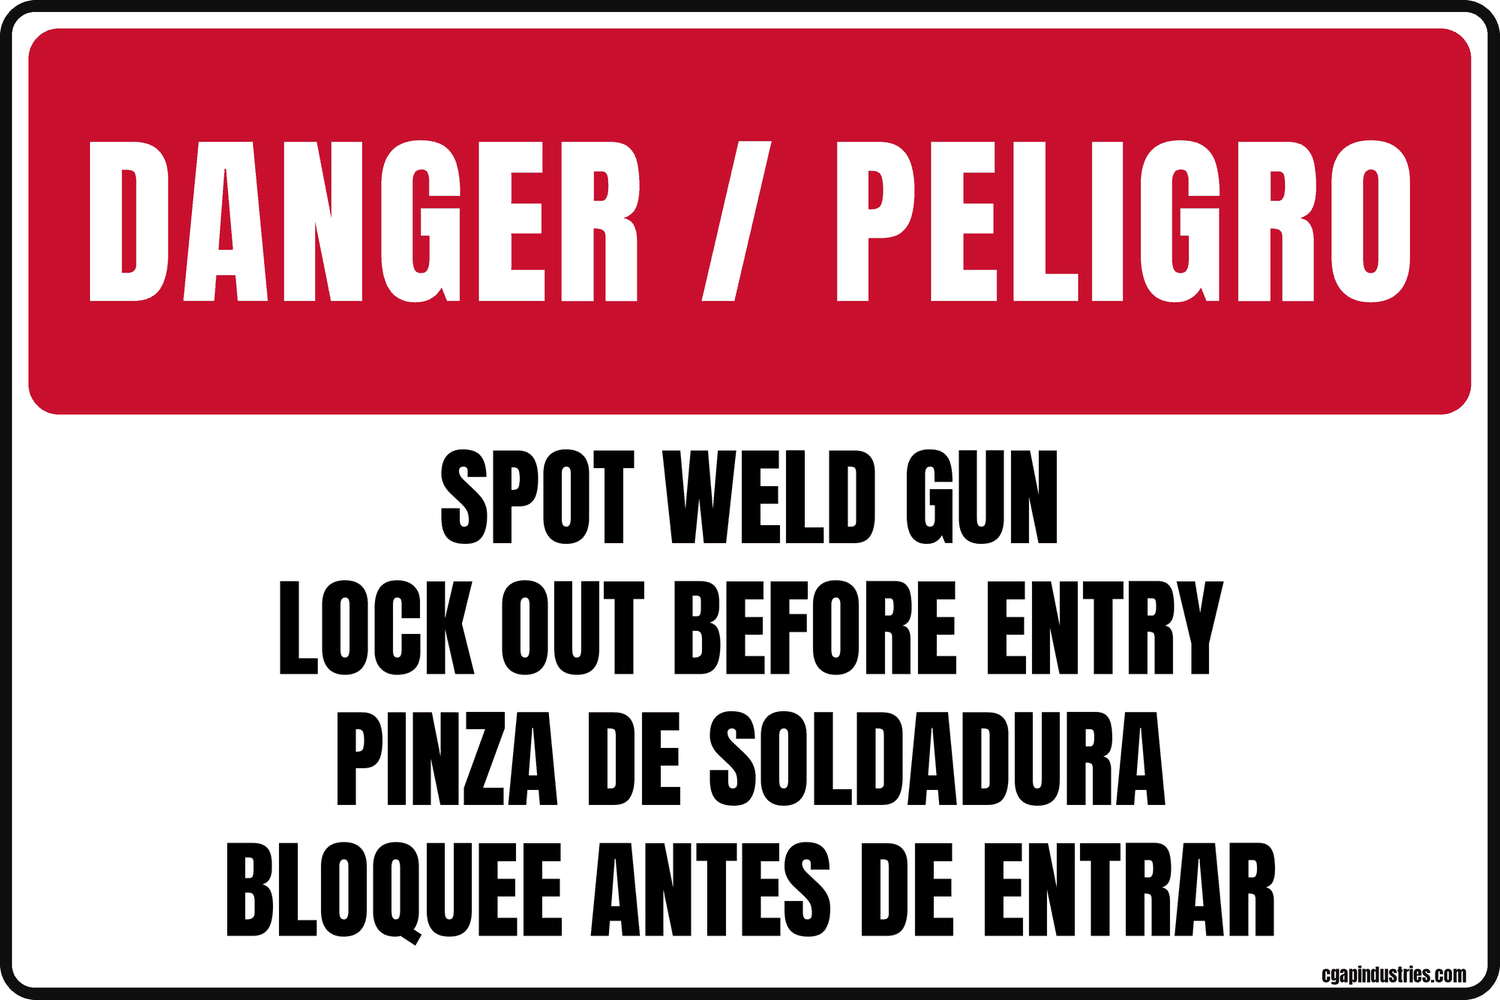 DANGER / PELIGRO
SPOT WELD GUN
LOCK OUT BEFORE ENTRY
PINZA DE SOLDADURA
BLOQUEE ANTES DE ENTRAR
cgapindustries.com